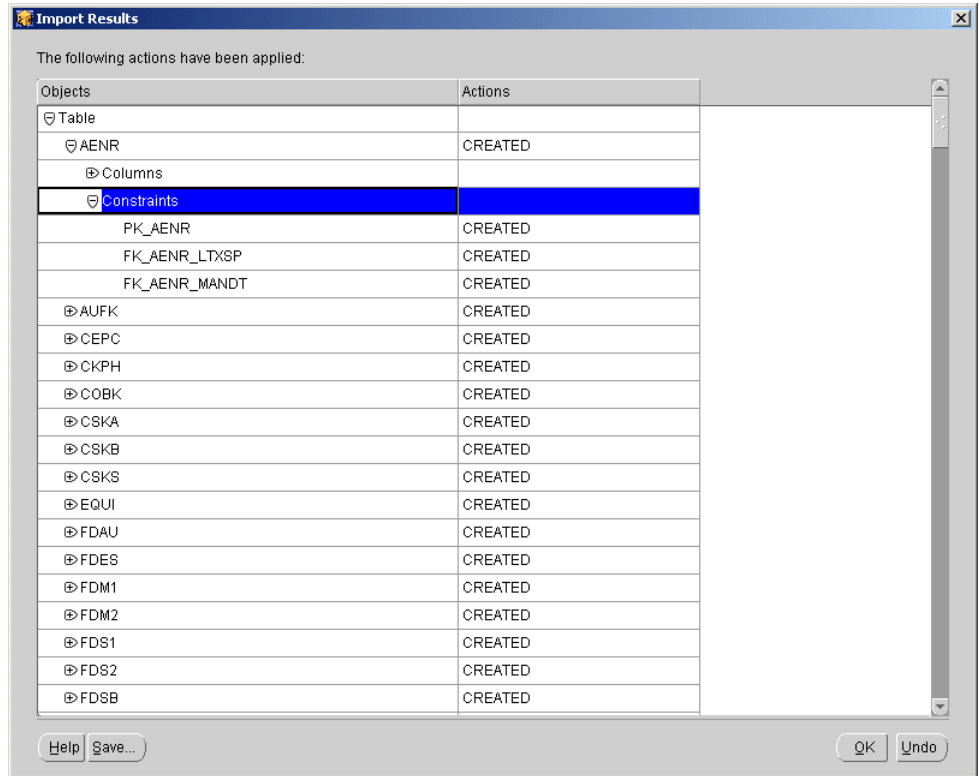 Import Results
The following actions have been applied:
Objects Actions
Table
AENR CREATED
Columns
Constraints
PK_AENR CREATED
FK_AENR_LTXSP CREATED
FK_AENR_MANDT CREATED
AUFK CREATED
CEPC CREATED
CKPH CREATED
COBK CREATED
CSKA CREATED
CSKB CREATED
CSKS CREATED
EQUI CREATED
FDAU CREATED
FDES CREATED
FDM1 CREATED
FDM2 CREATED
FDS1 CREATED
FDS2 CREATED
FDSB CREATED
Help Save... OK Undo